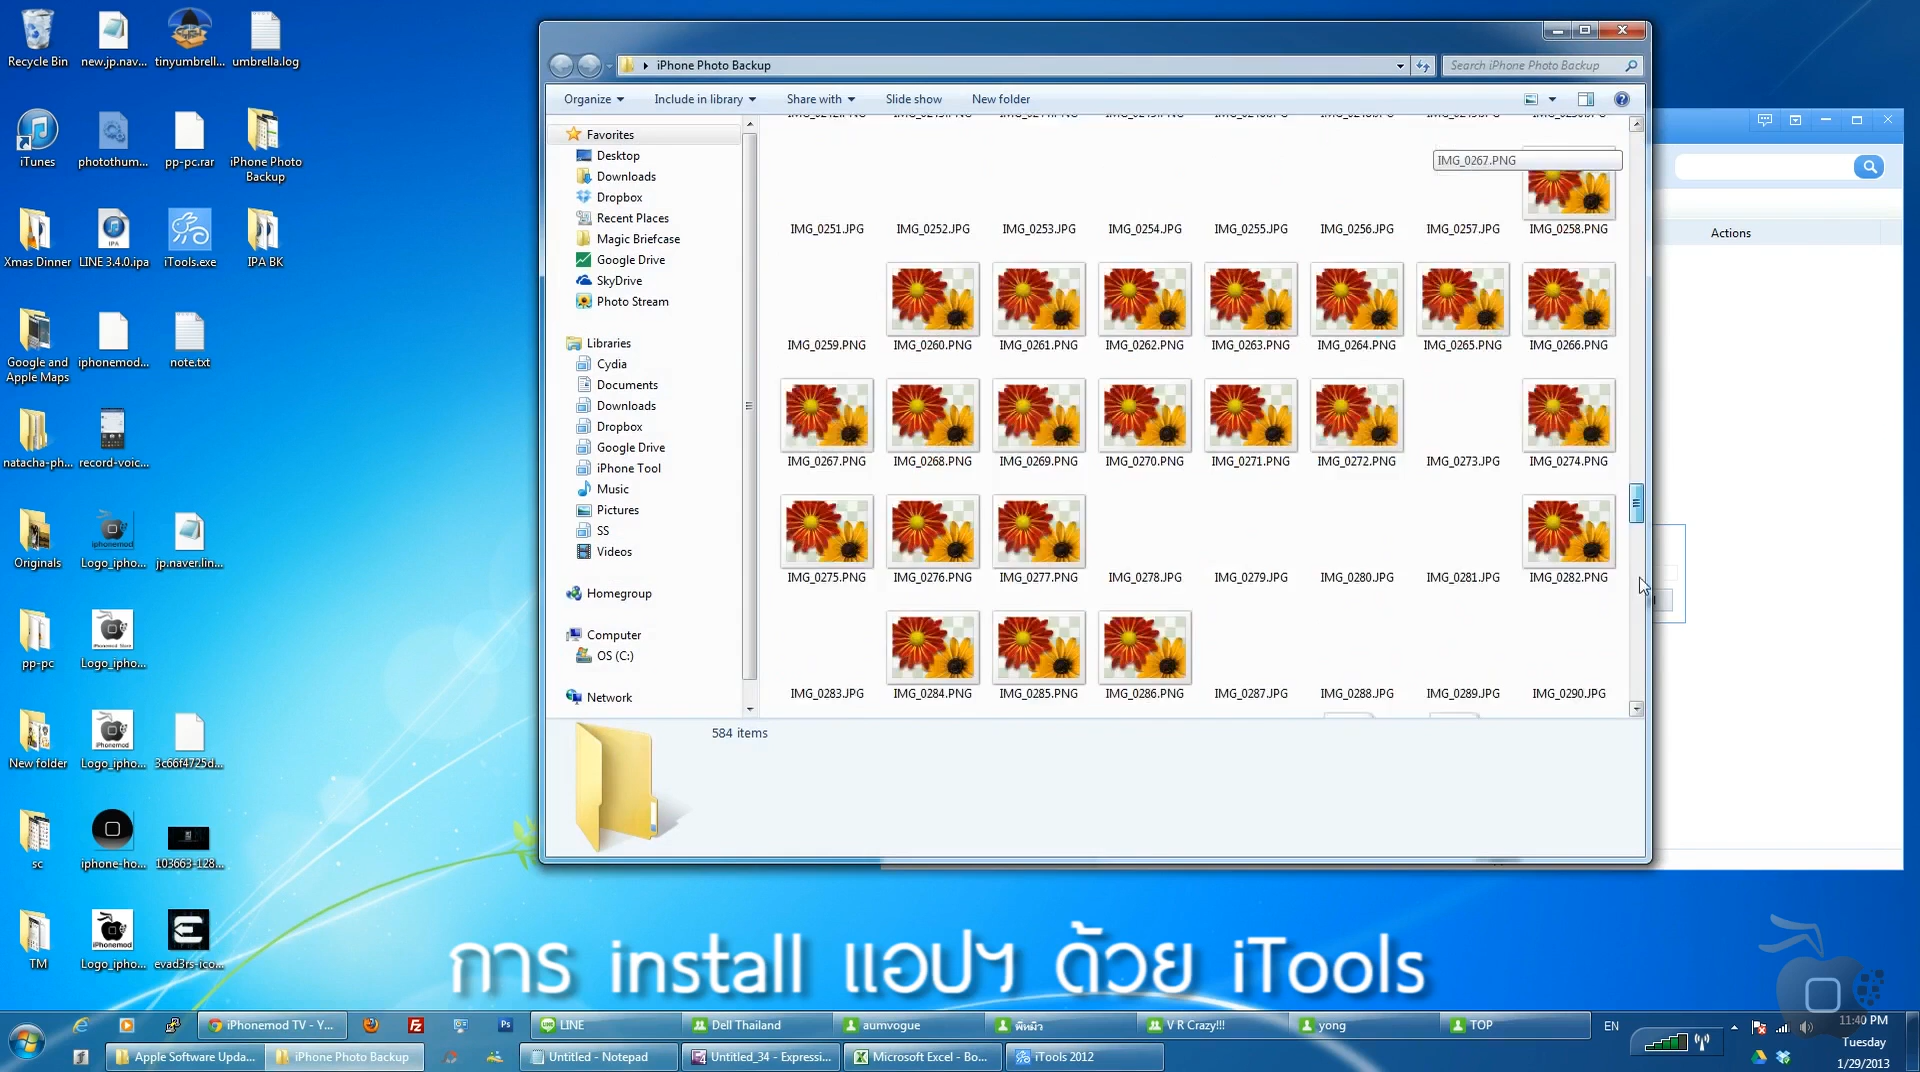 Recycle Bin
new.jp.nav...
tinyumbrell...
umbrella.log
iTunes
photothum...
pp-pc.rar
iPhone Photo
Backup
Xmas Dinner
LINE 3.4.0.ipa
iTools.exe
IPA BK
Google and
Apple Maps
iphonemod...
note.txt
natacha-ph...
record-voic...
Originals
Logo_ipho...
jp.naver.lin...
pp-pc
Logo_ipho...
New folder
Logo_ipho...
3c66f4725d...
sc
iphone-ho...
103663-128...
TM
Logo_ipho...
evad3rs-ico...
iPhone Photo Backup
Search iPhone Photo Backup
Organize
Include in library
Share with
Slide show
New folder
Favorites
Desktop
Downloads
Dropbox
Recent Places
Magic Briefcase
Google Drive
SkyDrive
Photo Stream
Libraries
Cydia
Documents
Downloads
Dropbox
Google Drive
iPhone Tool
Music
Pictures
SS
Videos
Homegroup
Computer
OS (C:)
Network
IMG_0267.PNG
IMG_0251.JPG IMG_0252.JPG IMG_0253.JPG IMG_0254.JPG IMG_0255.JPG IMG_0256.JPG IMG_0257.JPG IMG_0258.PNG
IMG_0259.PNG IMG_0260.PNG IMG_0261.PNG IMG_0262.PNG IMG_0263.PNG IMG_0264.PNG IMG_0265.PNG IMG_0266.PNG
IMG_0267.PNG IMG_0268.PNG IMG_0269.PNG IMG_0270.PNG IMG_0271.PNG IMG_0272.PNG IMG_0273.JPG IMG_0274.PNG
IMG_0275.PNG IMG_0276.PNG IMG_0277.PNG IMG_0278.JPG IMG_0279.JPG IMG_0280.JPG IMG_0281.JPG IMG_0282.PNG
IMG_0283.JPG IMG_0284.PNG IMG_0285.PNG IMG_0286.PNG IMG_0287.JPG IMG_0288.JPG IMG_0289.JPG IMG_0290.JPG
584 items
Actions
การ install แอปฯ ด้วย iTools
iPhonemod TV - Y...
LINE
Dell Thailand
aumvogue
V R Crazy!!!
yong
TOP
EN
Apple Software Upda...
iPhone Photo Backup
Untitled - Notepad
Untitled_34 - Expressi...
Microsoft Excel - Bo...
iTools 2012
11:40 PM
Tuesday
1/29/2013